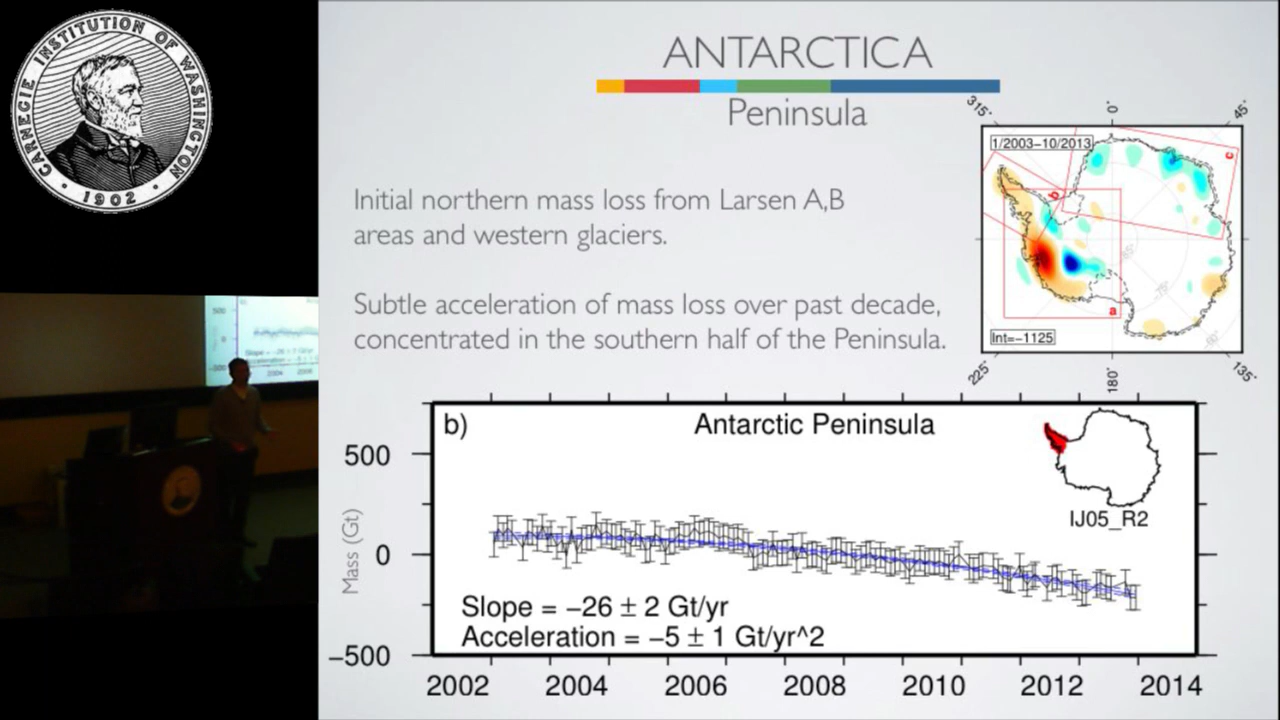 CARNEGIE INSTITUTION OF WASHINGTON
· 1902 ·
ANTARCTICA
Peninsula
Initial northern mass loss from Larsen A,B
areas and western glaciers.
Subtle acceleration of mass loss over past decade,
concentrated in the southern half of the Peninsula.
315°
0°
45°
1/2003−10/2013
c
b
a
Int=−1125
225°
180°
135°
b)
Antarctic Peninsula
IJ05_R2
Mass (Gt)
500
0
−500
Slope = −26 ± 2 Gt/yr
Acceleration = −5 ± 1 Gt/yr^2
2002 2004 2006 2008 2010 2012 2014